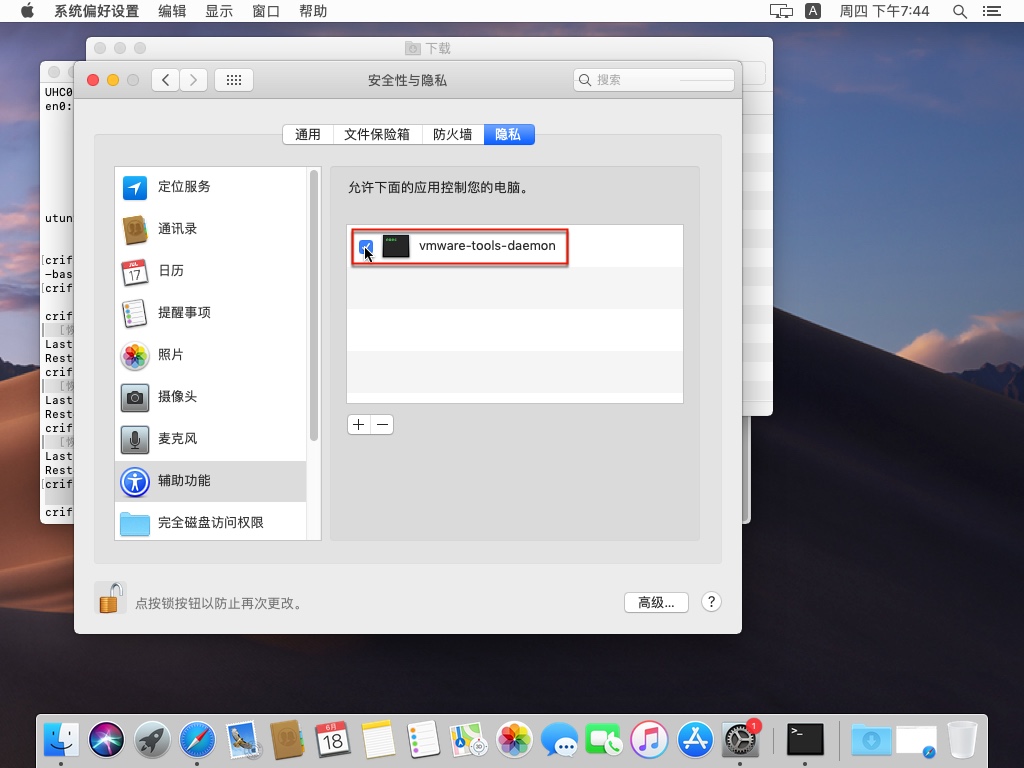 系统偏好设置 编辑 显示 窗口 帮助 A 周四 下午7:44
下载
安全性与隐私 搜索
通用 文件保险箱 防火墙 隐私
UHC0
en0:
utun
[crif
-bas
[crif
crif
[恢
Last
Rest
crif
[恢
Last
Rest
crif
[恢
Last
Rest
[crif
crif
定位服务
通讯录
17
日历
提醒事项
照片
摄像头
麦克风
辅助功能
完全磁盘访问权限
允许下面的应用控制您的电脑。
vmware-tools-daemon
+ −
点按锁按钮以防止再次更改。
高级... ?
6月
18
1
>_